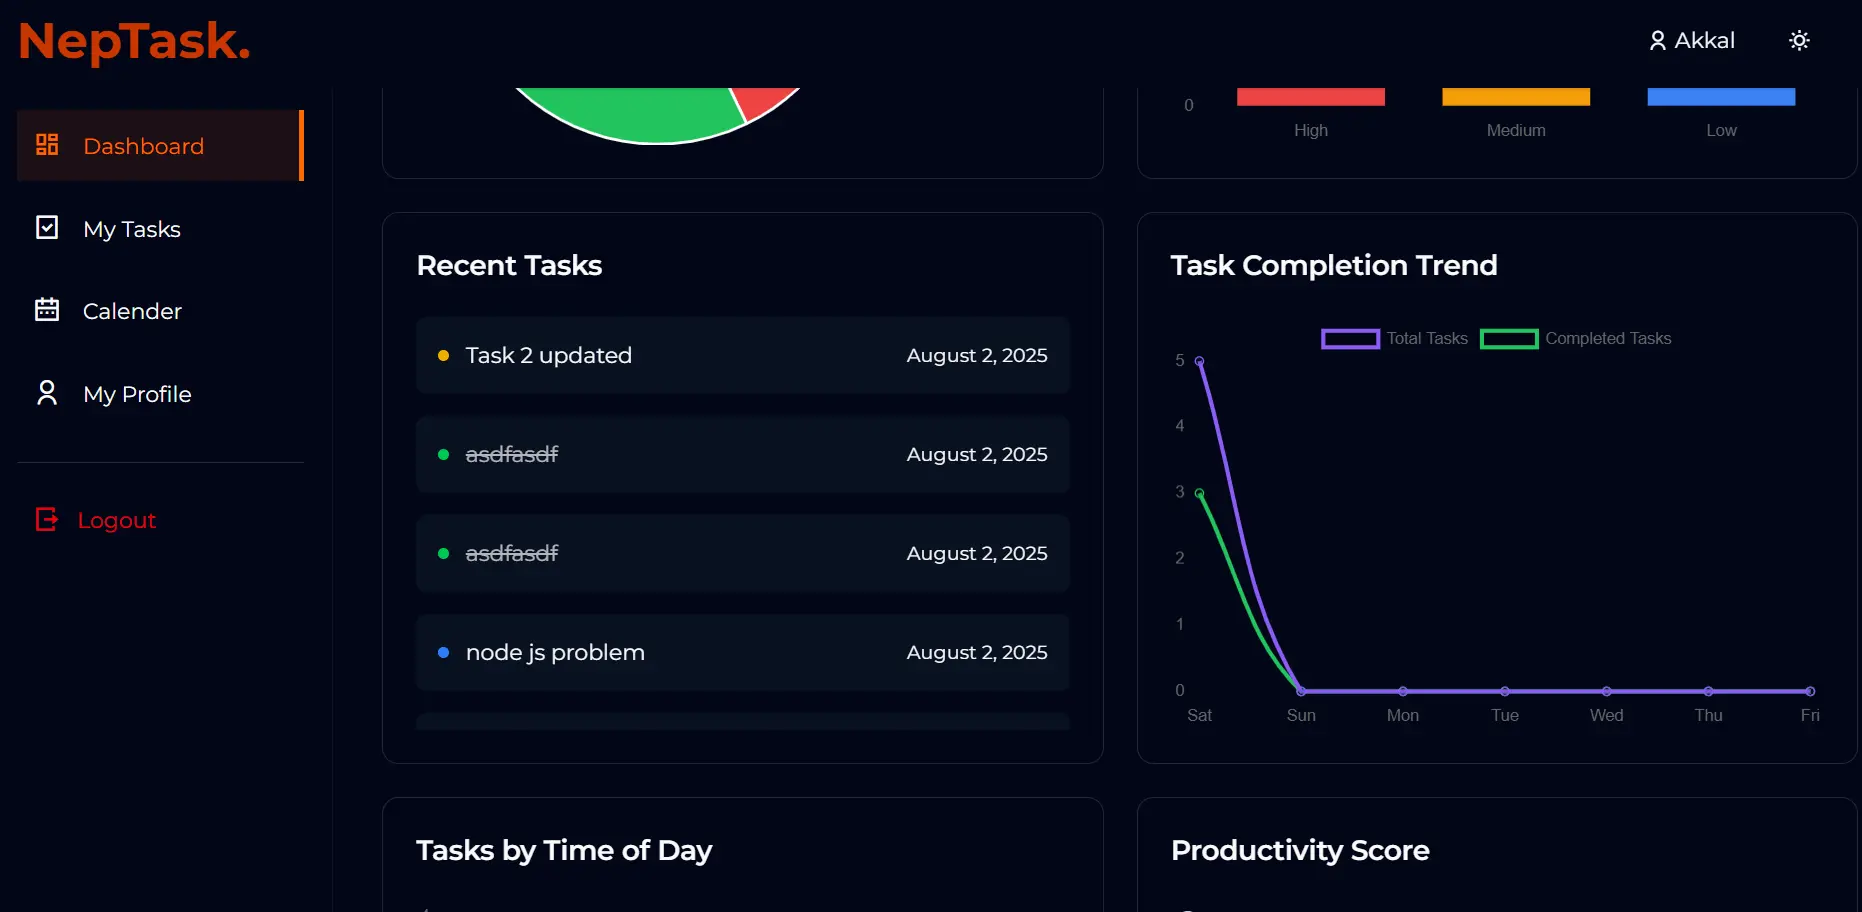 NepTask.
Akkal
Dashboard
My Tasks
Calender
My Profile
Logout
0
High Medium Low
Recent Tasks
Task 2 updated August 2, 2025
asdfasdf August 2, 2025
asdfasdf August 2, 2025
node js problem August 2, 2025
Task Completion Trend
Total Tasks Completed Tasks
5
4
3
2
1
0
Sat Sun Mon Tue Wed Thu Fri
Tasks by Time of Day
Productivity Score